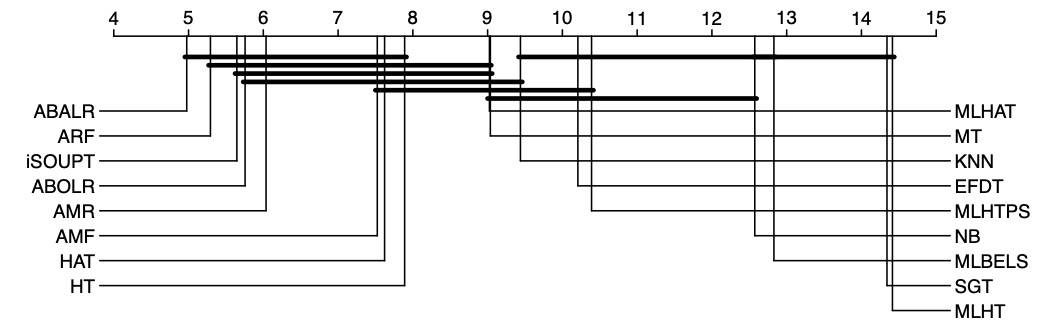 4 5 6 7 8 9 10 11 12 13 14 15
ABALR MLHAT
ARF MT
iSOUPT KNN
ABOLR EFDT
AMR MLHTPS
AMF NB
HAT MLBELS
HT SGT
MLHT